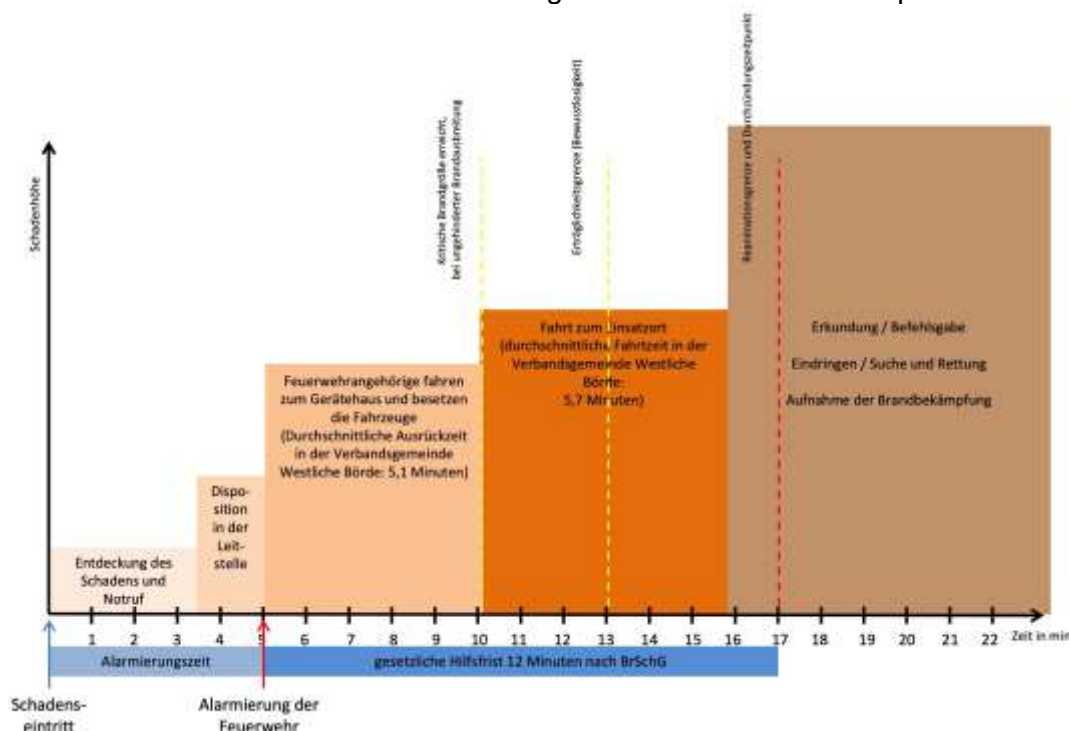 Schadenhöhe
Kritische Brandgröße erreicht,
bei ungehinderter Brandausbreitung
Erträglichkeitsgrenze (Bewusstlosigkeit)
Reanimationsgrenze und Durchzündungszeitpunkt
Entdeckung des
Schadens und
Notruf
Dispo-
sition
in der
Leit-
stelle
Feuerwehrangehörige fahren
zum Gerätehaus und besetzen
die Fahrzeuge
(Durchschnittliche Ausrückzeit
in der Verbandsgemeinde
Westliche Börde: 5,1 Minuten)
Fahrt zum Einsatzort
(durchschnittliche Fahrtzeit in der
Verbandsgemeinde Westliche
Börde:
5,7 Minuten)
Erkundung / Befehlsgabe
Eindringen / Suche und Rettung
Aufnahme der Brandbekämpfung
1 2 3 4 5 6 7 8 9 10 11 12 13 14 15 16 17 18 19 20 21 22 Zeit in min
Alarmierungszeit gesetzliche Hilfsfrist 12 Minuten nach BrSchG
Schadens-
eintritt
Alarmierung der
Feuerwehr